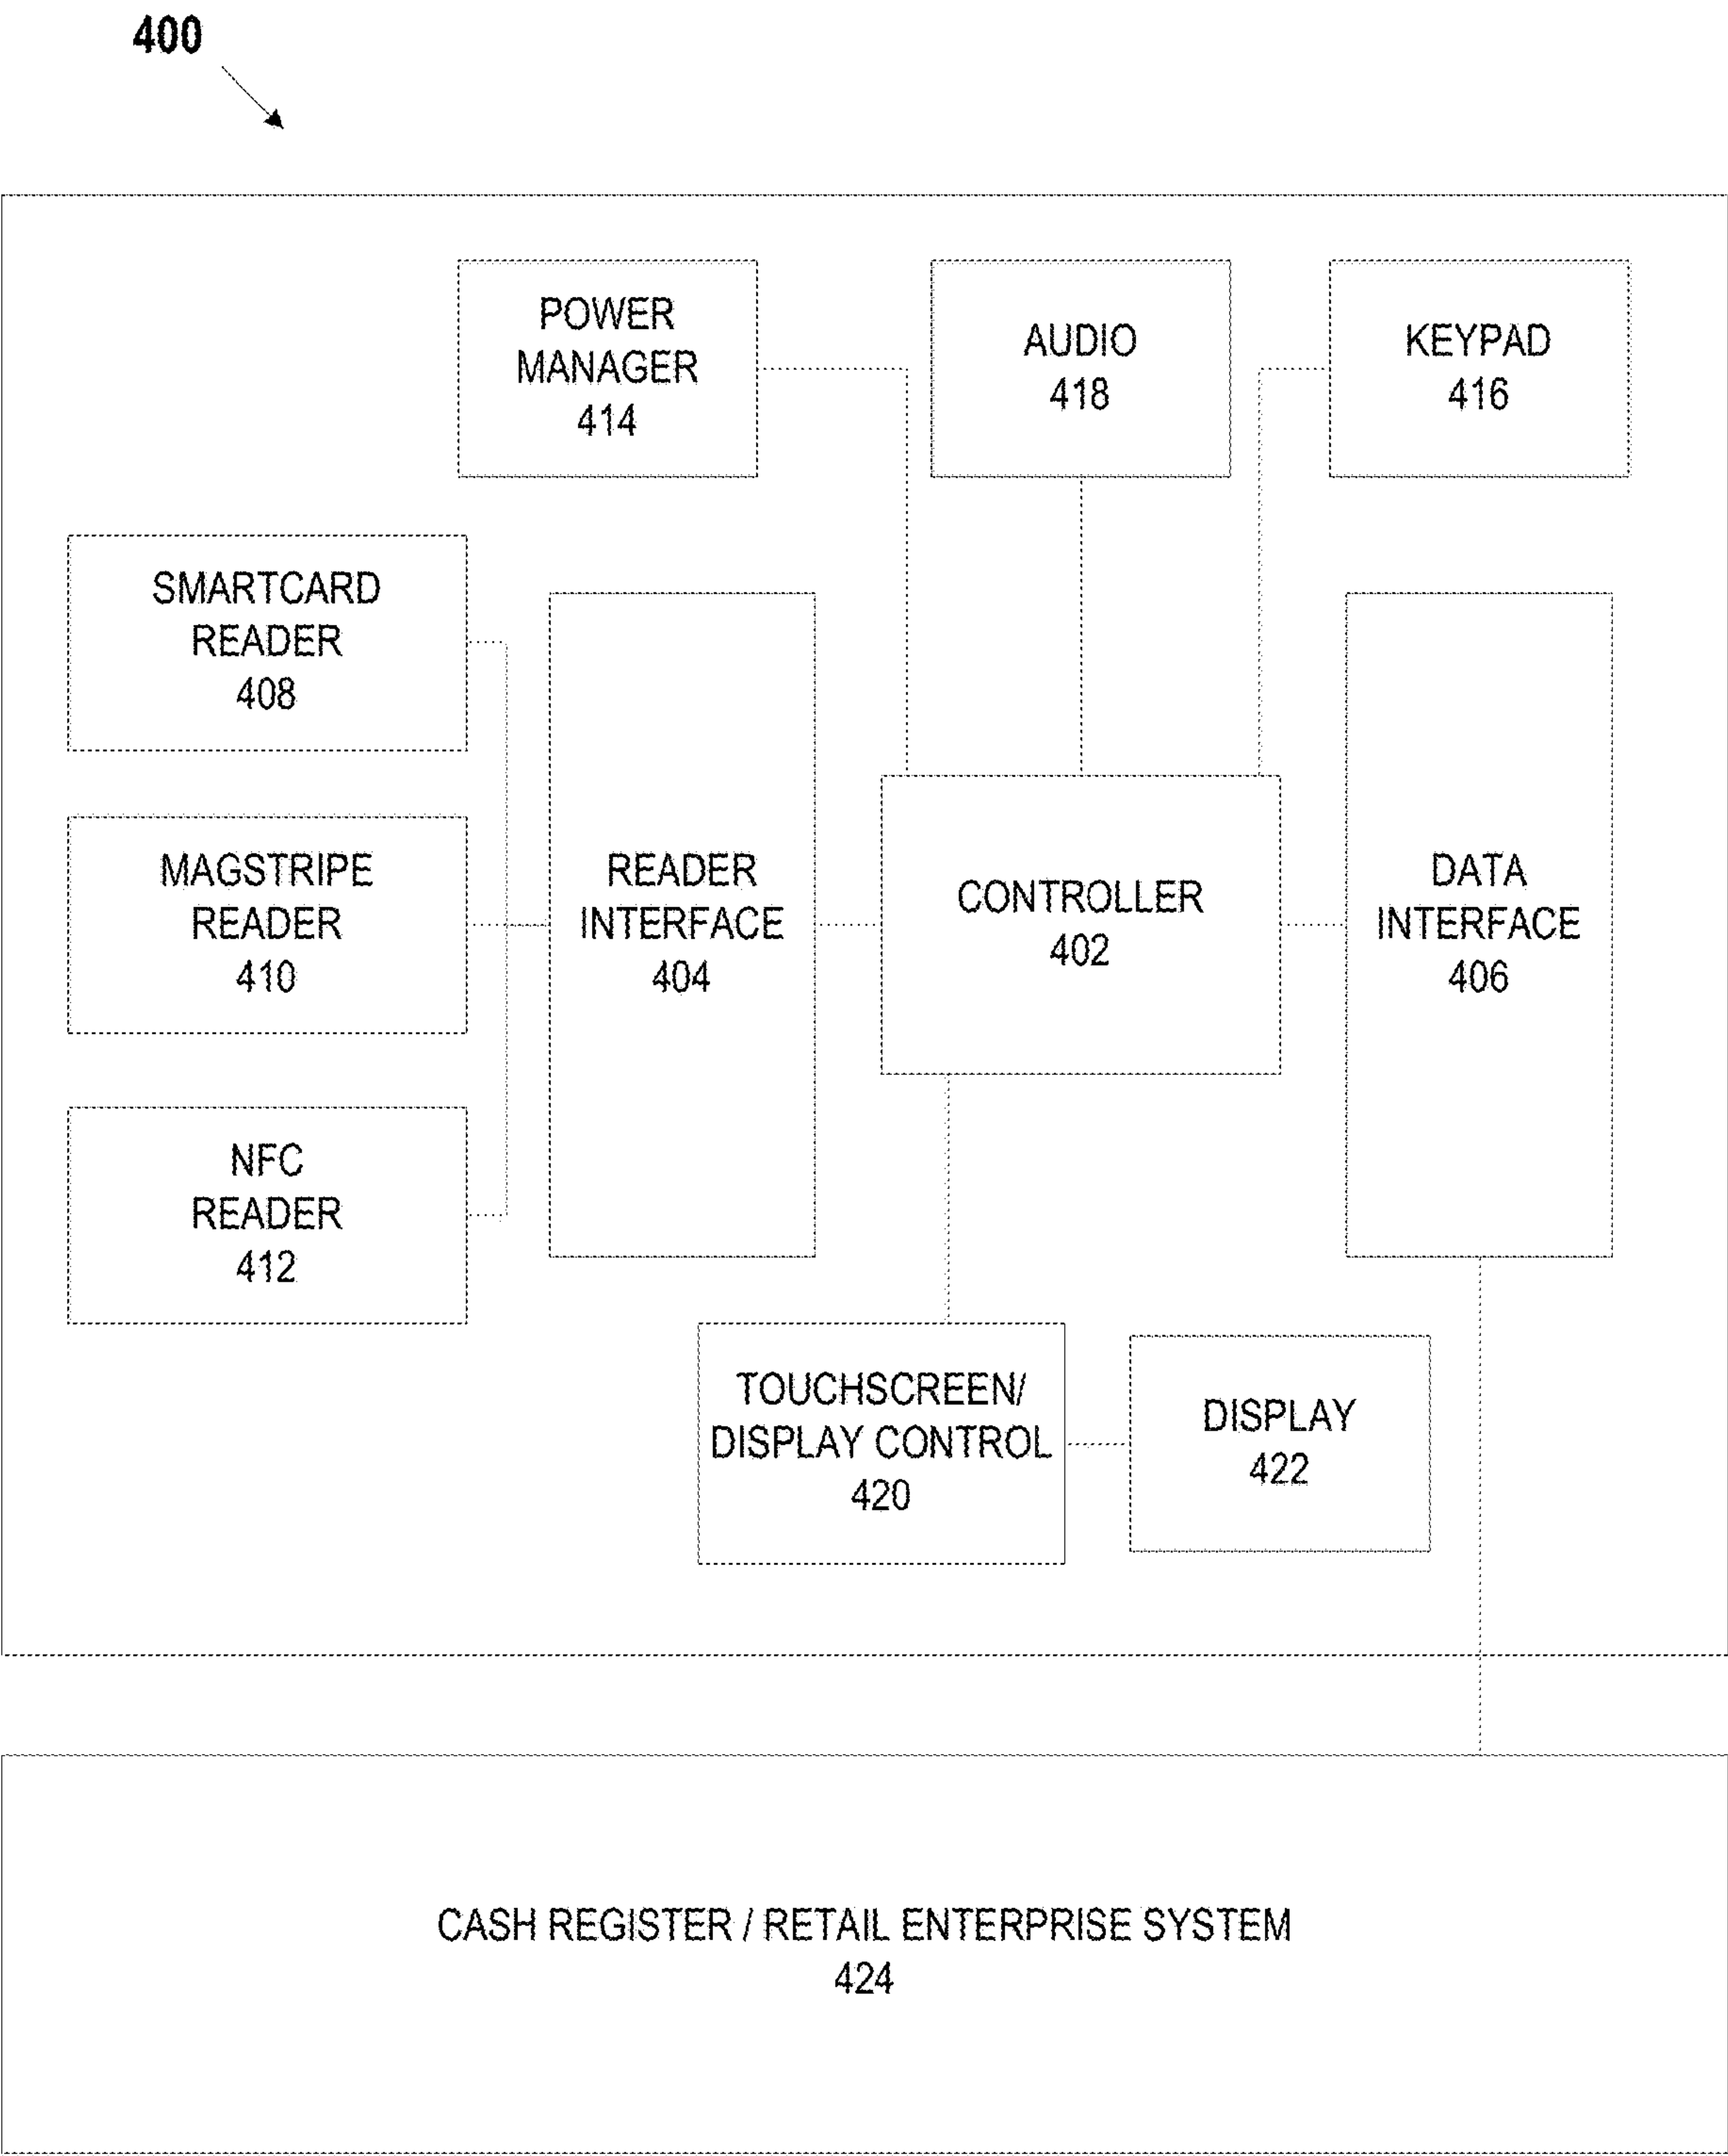 400
POWER
MANAGER
414
AUDIO
418
KEYPAD
416
SMARTCARD
READER
408
MAGSTRIPE
READER
410
NFC
READER
412
READER
INTERFACE
404
CONTROLLER
402
DATA
INTERFACE
406
TOUCHSCREEN/
DISPLAY CONTROL
420
DISPLAY
422
CASH REGISTER / RETAIL ENTERPRISE SYSTEM
424